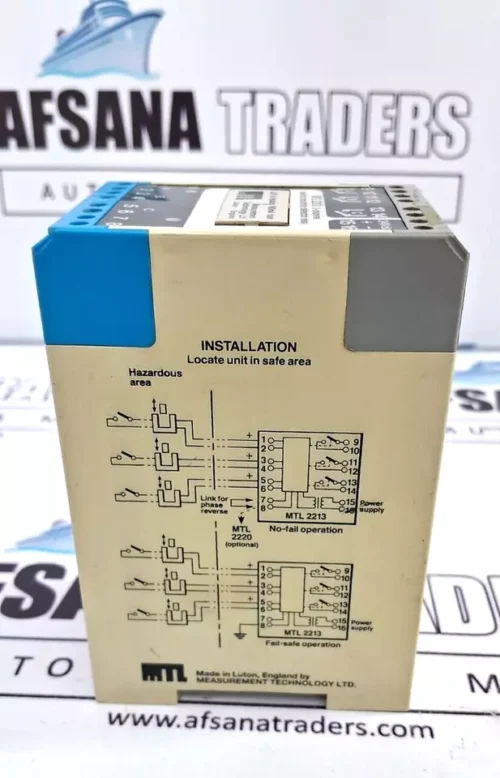 AFSANA TRADERS
INSTALLATION
Locate unit in safe area
Hazardous
area
+
1
2
3
4
5
6
7
8
9
10
11
12
13
14
15
16
Link for
phase
reverse
MTL
2220
(optional)
MTL 2213
Power
supply
No-fail operation
+
1
2
3
4
5
6
7
8
9
10
11
12
13
14
15
16
MTL 2213
Power
supply
Fail-safe operation
MTL
Made in Luton, England by
MEASUREMENT TECHNOLOGY LTD.
AFSANA TRADERS
www.afsanatraders.com